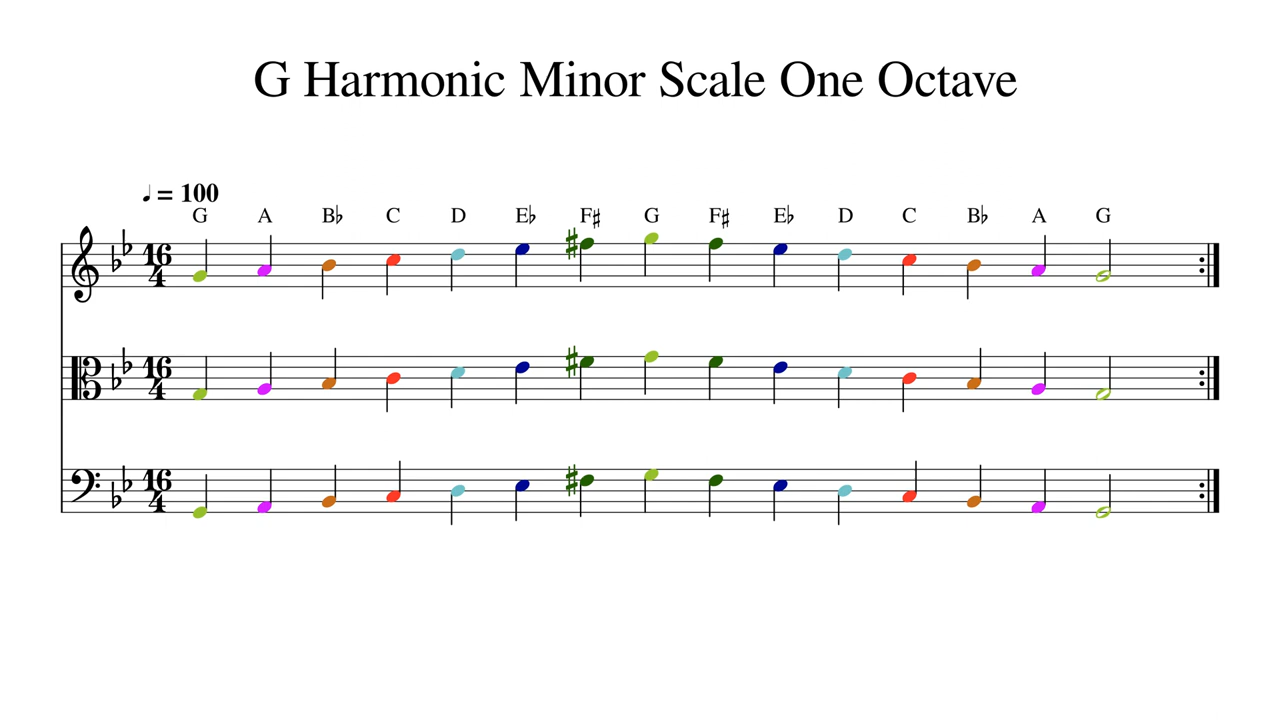 G Harmonic Minor Scale One Octave
♩ = 100
G A B♭ C D E♭ F♯ G F♯ E♭ D C B♭ A G
16
4
16
4
16
4